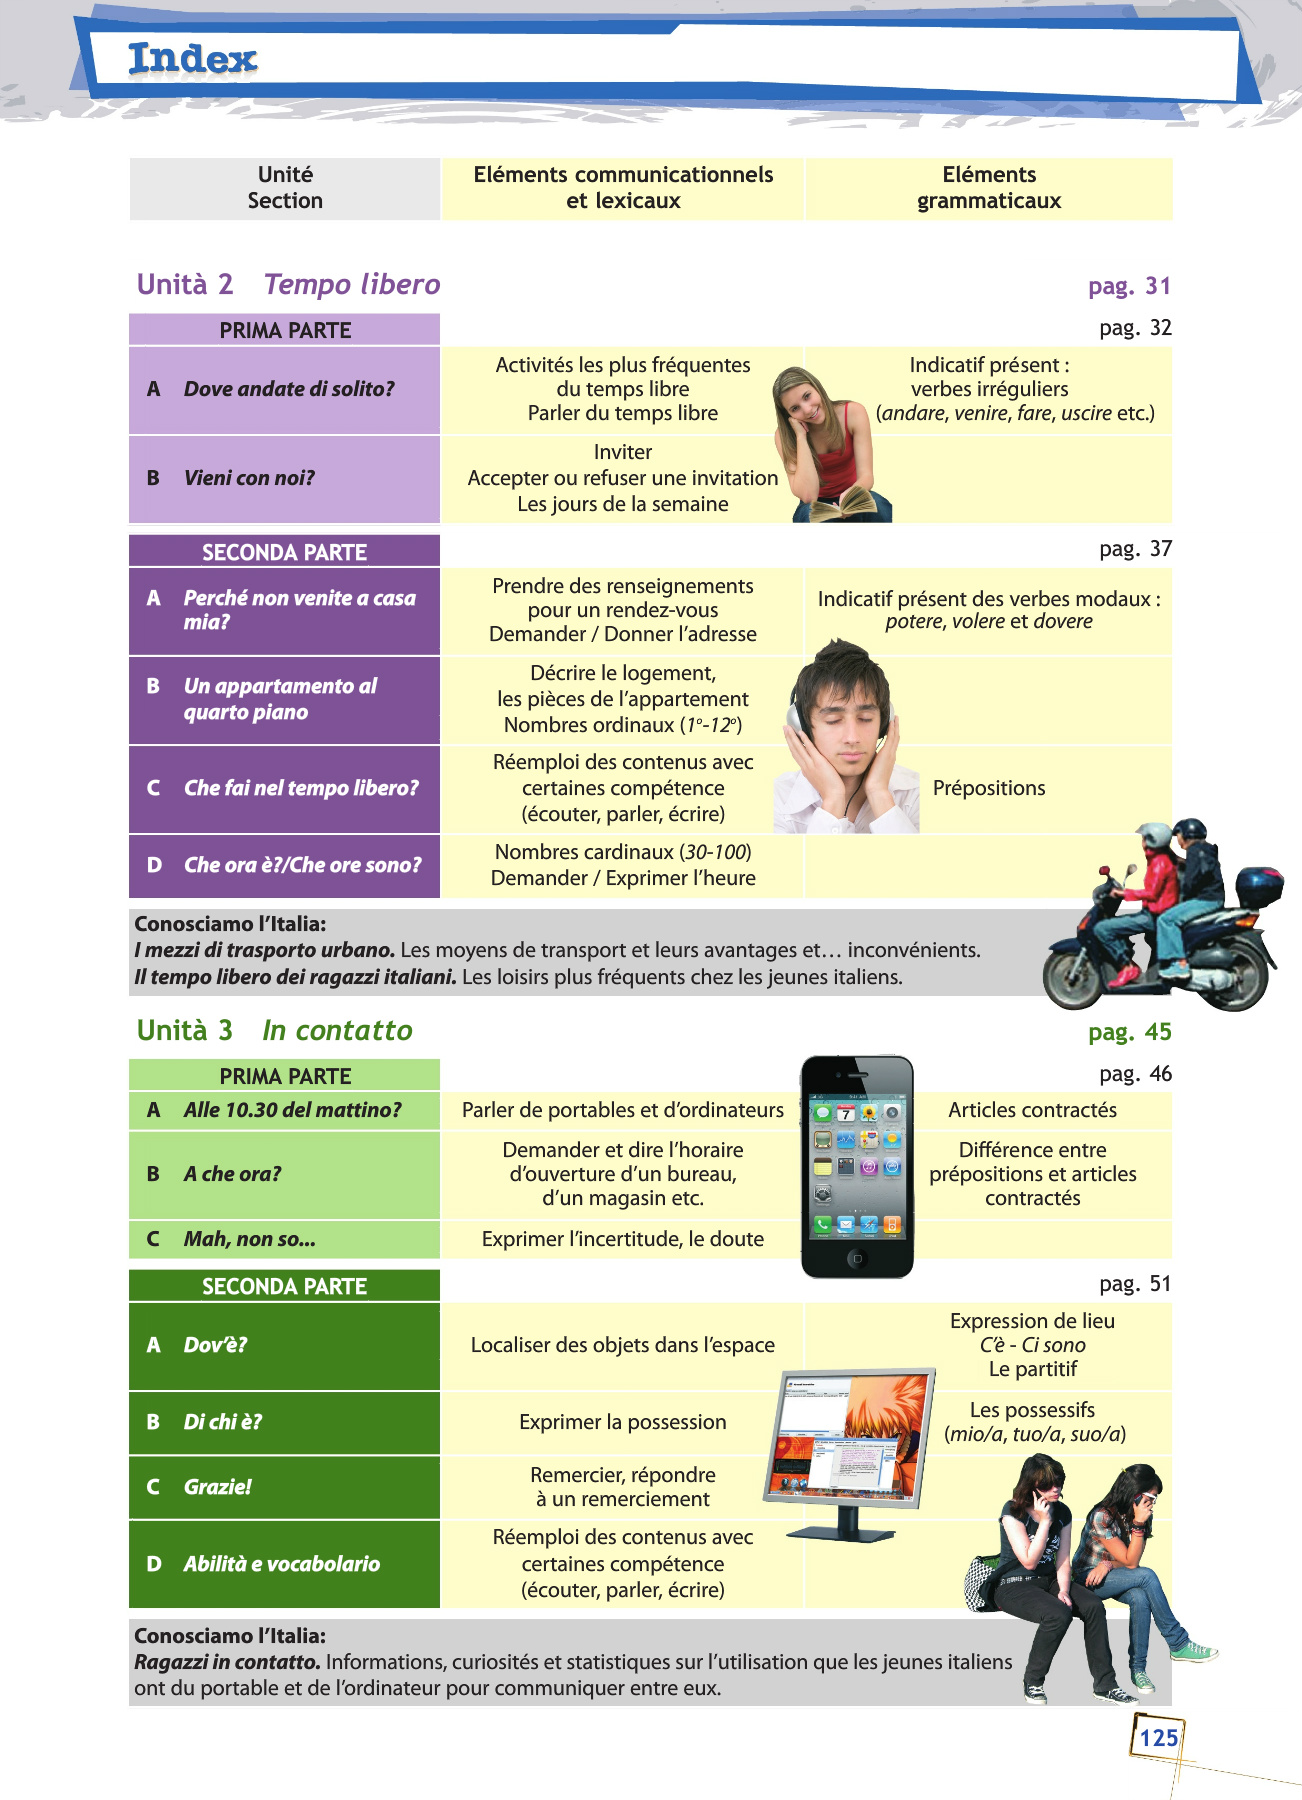 Index
Unité
Section
Eléments communicationnels
et lexicaux
Eléments
grammaticaux
Unità 2 Tempo libero pag. 31
PRIMA PARTE pag. 32
A Dove andate di solito?
Activités les plus fréquentes
du temps libre
Parler du temps libre
Indicatif présent :
verbes irréguliers
(andare, venire, fare, uscire etc.)
B Vieni con noi?
Inviter
Accepter ou refuser une invitation
Les jours de la semaine
SECONDA PARTE pag. 37
A Perché non venite a casa
mia?
Prendre des renseignements
pour un rendez-vous
Demander / Donner l’adresse
Indicatif présent des verbes modaux :
potere, volere et dovere
B Un appartamento al
quarto piano
Décrire le logement,
les pièces de l’appartement
Nombres ordinaux (1º-12º)
C Che fai nel tempo libero?
Réemploi des contenus avec
certaines compétence
(écouter, parler, écrire)
Prépositions
D Che ora è?/Che ore sono?
Nombres cardinaux (30-100)
Demander / Exprimer l’heure
Conosciamo l’Italia:
I mezzi di trasporto urbano. Les moyens de transport et leurs avantages et… inconvénients.
Il tempo libero dei ragazzi italiani. Les loisirs plus fréquents chez les jeunes italiens.
Unità 3 In contatto pag. 45
PRIMA PARTE pag. 46
A Alle 10.30 del mattino?
Parler de portables et d’ordinateurs
Articles contractés
B A che ora?
Demander et dire l’horaire
d’ouverture d’un bureau,
d’un magasin etc.
Différence entre
prépositions et articles
contractés
C Mah, non so...
Exprimer l’incertitude, le doute
7
SECONDA PARTE pag. 51
A Dov’è?
Localiser des objets dans l’espace
Expression de lieu
C’è - Ci sono
Le partitif
B Di chi è?
Exprimer la possession
Les possessifs
(mio/a, tuo/a, suo/a)
C Grazie!
Remercier, répondre
à un remerciement
D Abilità e vocabolario
Réemploi des contenus avec
certaines compétence
(écouter, parler, écrire)
Conosciamo l’Italia:
Ragazzi in contatto. Informations, curiosités et statistiques sur l’utilisation que les jeunes italiens
ont du portable et de l’ordinateur pour communiquer entre eux.
125